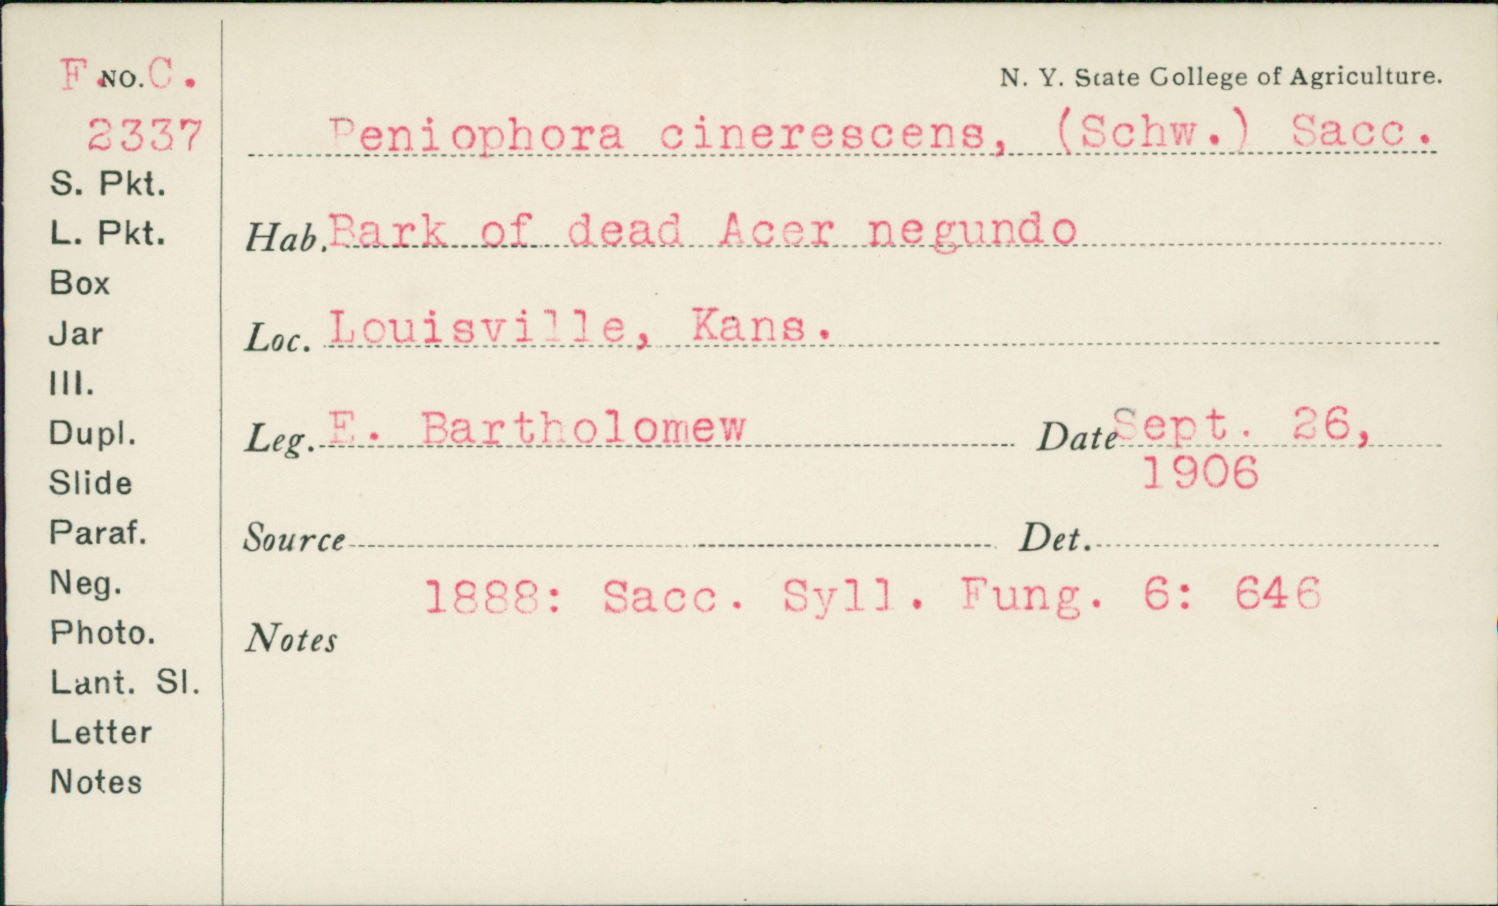 F. NO. C.
2337
S. Pkt.
L. Pkt.
Box
Jar
Ill.
Dupl.
Slide
Paraf.
Neg.
Photo.
Lant. Sl.
Letter
Notes
N. Y. State College of Agriculture.
Peniophora cinerescens, (Schw.) Sacc.
Hab. Bark of dead Acer negundo
Loc. Louisville, Kans.
Leg. E. Bartholomew Date Sept. 26,
1906
Source Det.
1888: Sacc. Syll. Fung. 6: 646
Notes